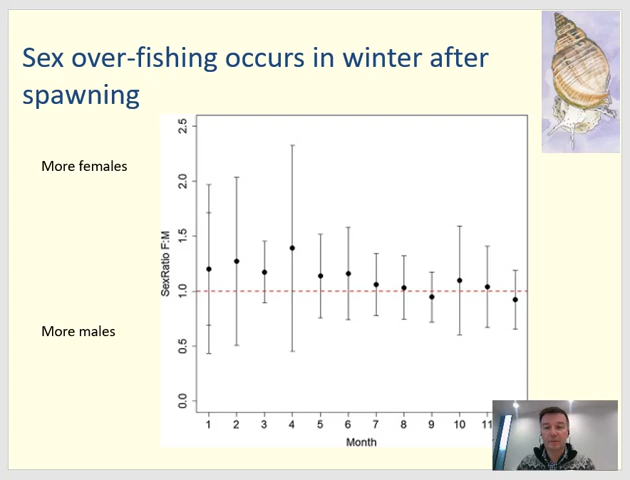 Sex over-fishing occurs in winter after
spawning
More females
More males
SexRatio F:M
2.5
2.0
1.5
1.0
0.5
0.0
1 2 3 4 5 6 7 8 9 10 11
Month